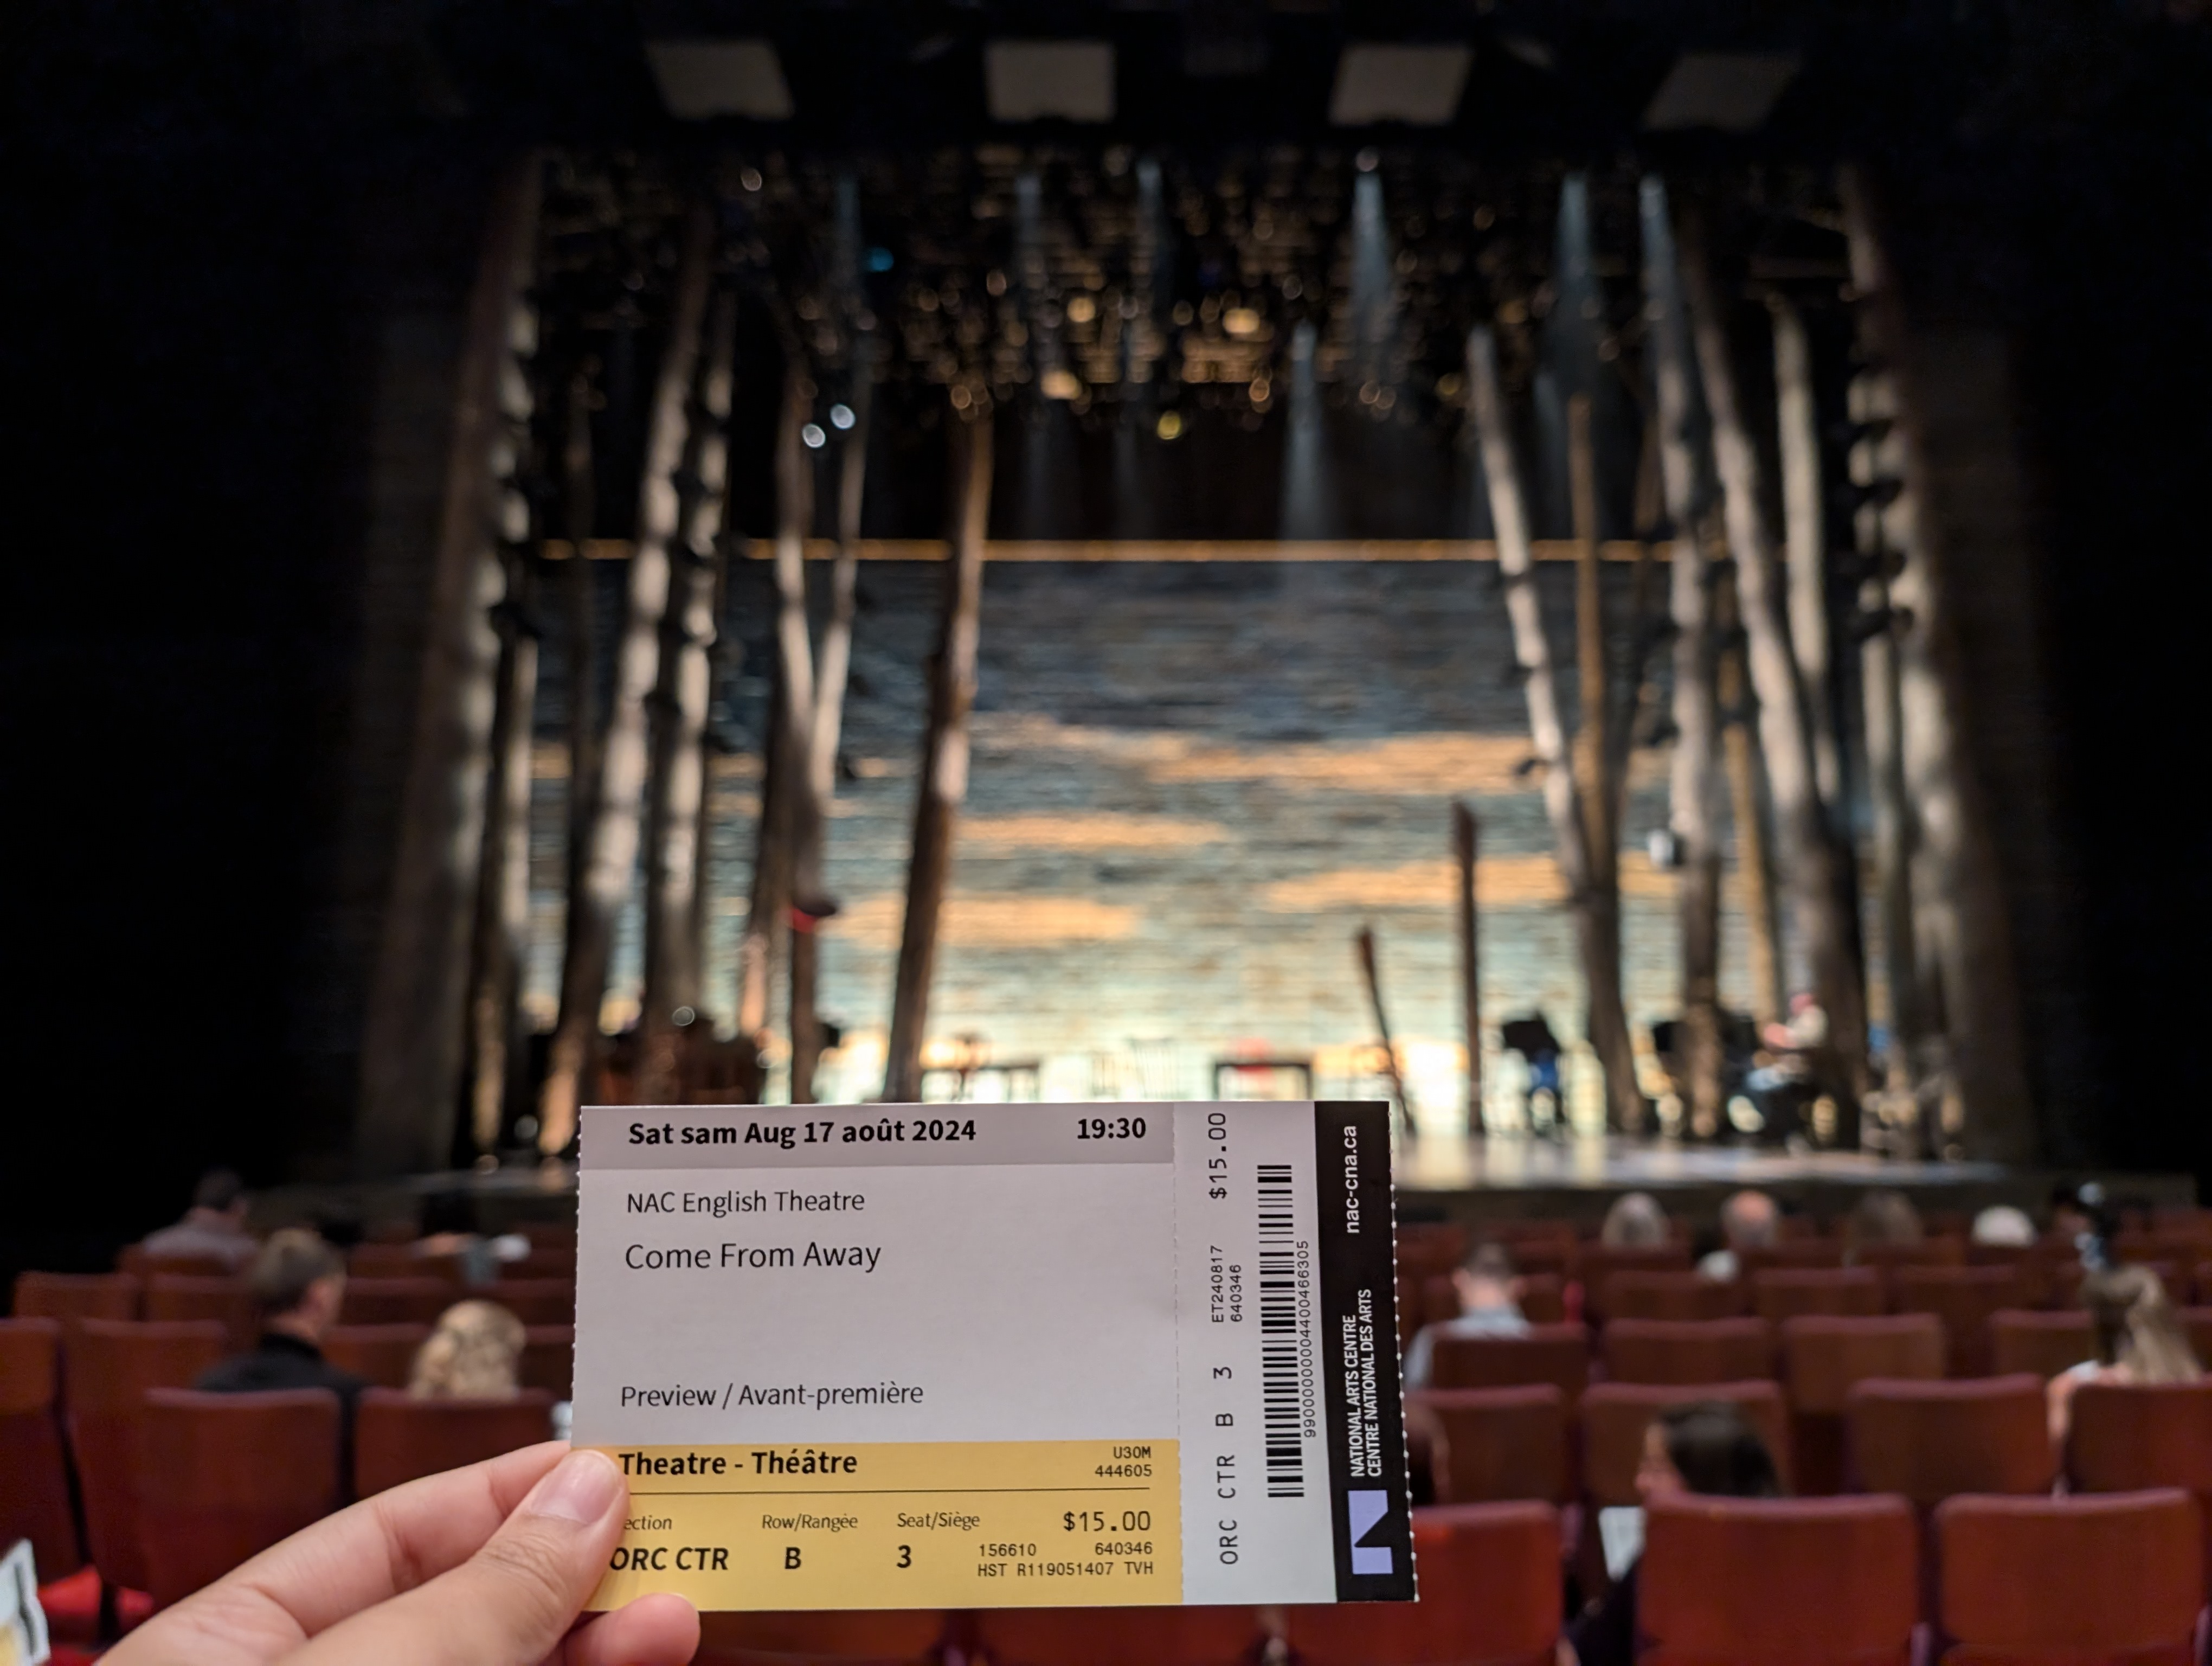 Sat sam Aug 17 août 2024 19:30
NAC English Theatre
Come From Away
Preview / Avant-première
Theatre - Théâtre
U30M
444605
ection Row/Rangée Seat/Siège $15.00
ORC CTR B 3
156610 640346
HST R119051407 TVH
ORC CTR B 3 ET240817 $15.00
640346
990000000044004466305
NATIONAL ARTS CENTRE nac-cna.ca
CENTRE NATIONAL DES ARTS